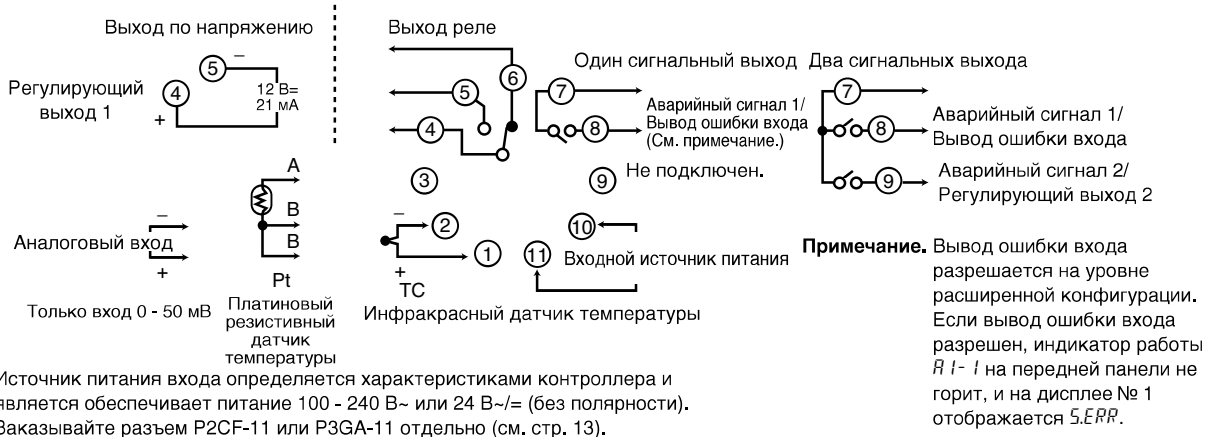 Выход по напряжению
Выход реле
5
–
Регулирующий
выход 1
4
+
12 В=
21 мА
6
5
4
Один сигнальный выход
7
8
Аварийный сигнал 1/
Вывод ошибки входа
(См. примечание.)
Два сигнальных выхода
7
8
Аварийный сигнал 1/
Вывод ошибки входа
9
Аварийный сигнал 2/
Регулирующий выход 2
3
9
Не подключен.
Аналоговый вход
–
+
Только вход 0 - 50 мВ
A
B
B
Pt
Платиновый
резистивный
датчик
температуры
–
2
1
+
TC
Инфракрасный датчик температуры
10
11
Входной источник питания
Примечание. Вывод ошибки входа
разрешается на уровне
расширенной конфигурации.
Если вывод ошибки входа
разрешен, индикатор работы
A1-1 на передней панели не
горит, и на дисплее № 1
отображается S.ERR.
Источник питания входа определяется характеристиками контроллера и
является обеспечивает питание 100 - 240 В~ или 24 В~/= (без полярности).
Заказывайте разъем P2CF-11 или P3GA-11 отдельно (см. стр. 13).